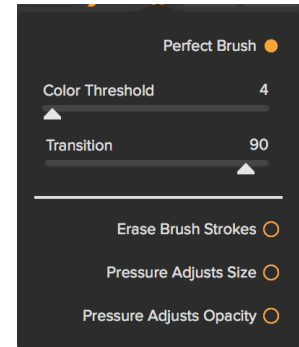 Perfect Brush
Color Threshold 4
Transition 90
Erase Brush Strokes
Pressure Adjusts Size
Pressure Adjusts Opacity